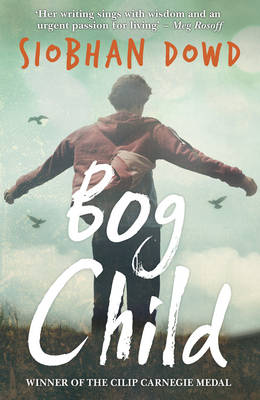 'Her writing sings with wisdom and an
urgent passion for living' – Meg Rosoff
SIOBHAN DOWD
Bog
Child
WINNER OF THE CILIP CARNEGIE MEDAL